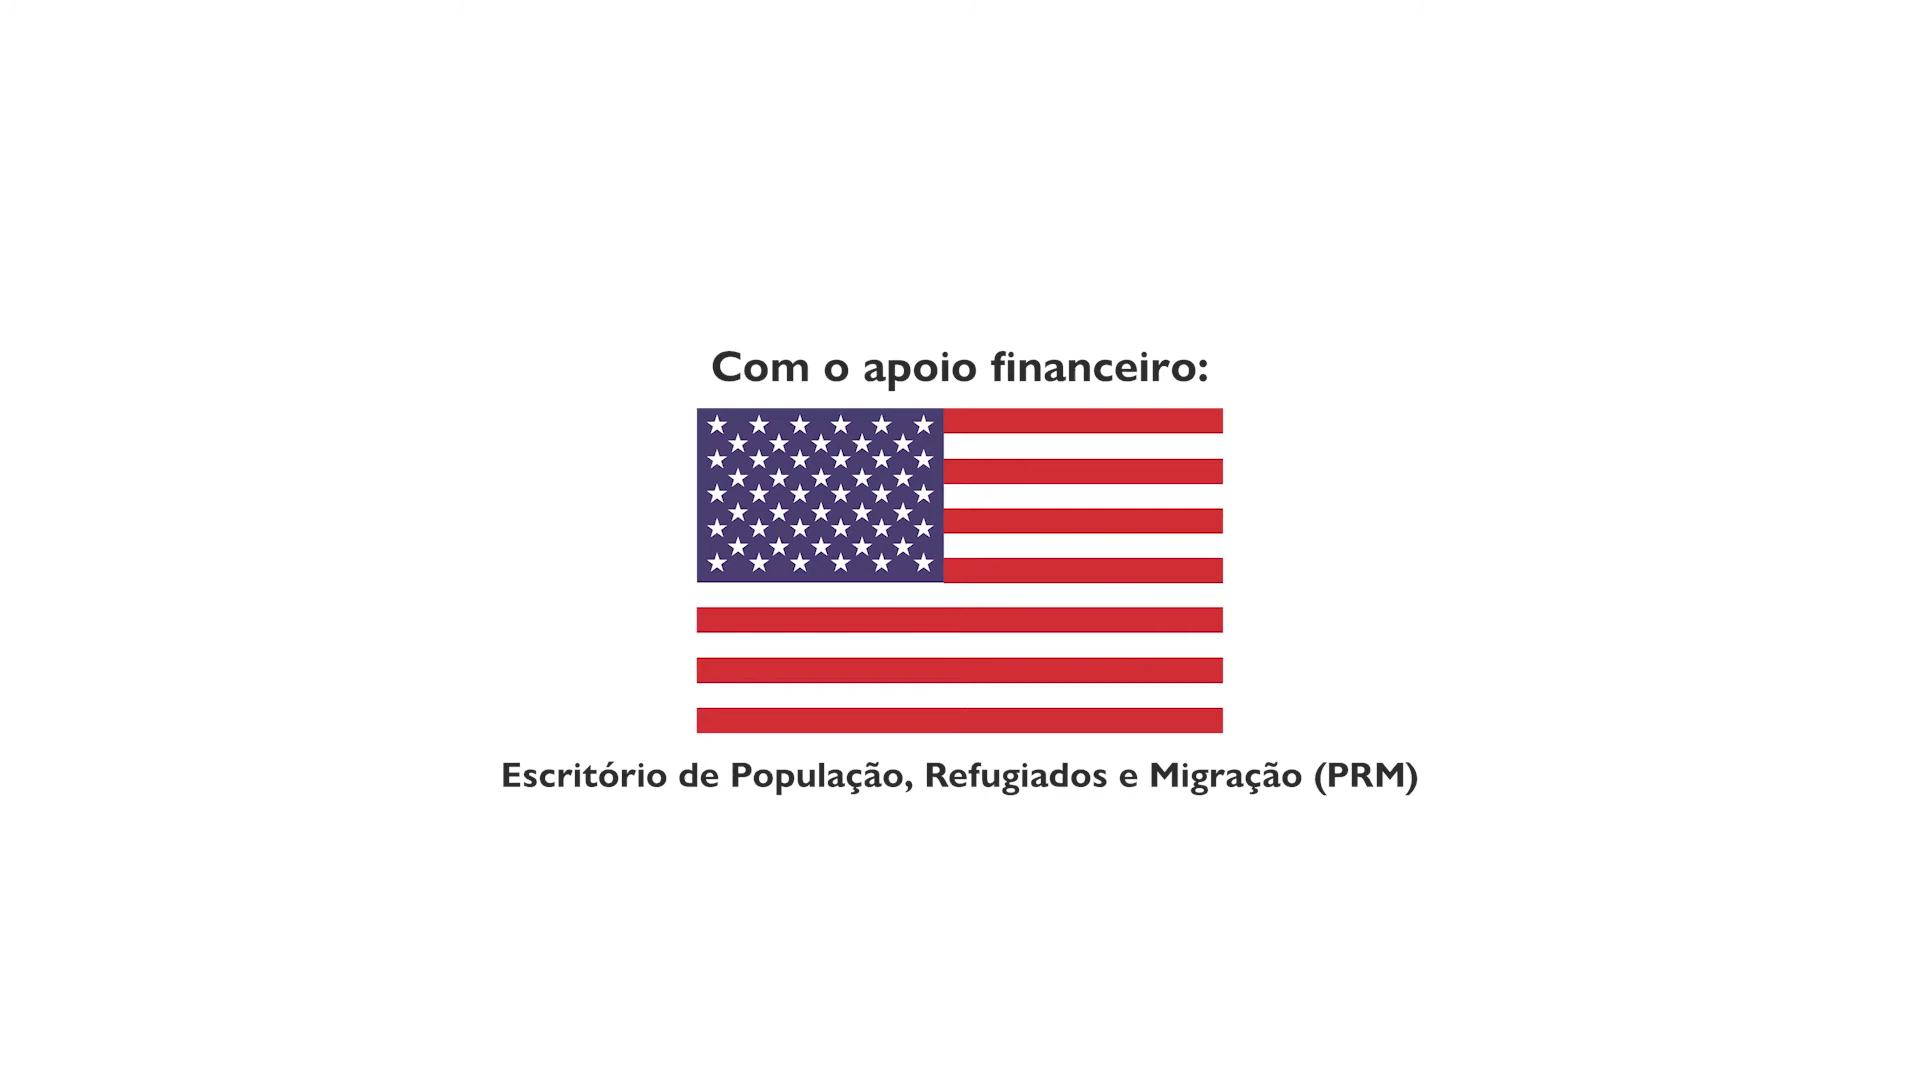 Com o apoio financeiro:
Escritório de População, Refugiados e Migração (PRM)